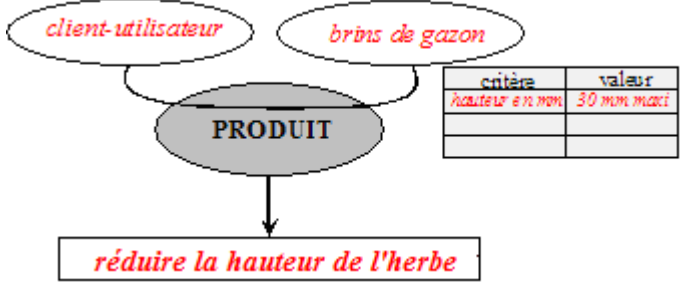 client-utilisateur
brins de gazon
critère valeur
hauteur en mm 30 mm maxi
PRODUIT
réduire la hauteur de l'herbe